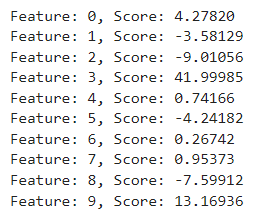 Feature: 0, Score: 4.27820
Feature: 1, Score: -3.58129
Feature: 2, Score: -9.01056
Feature: 3, Score: 41.99985
Feature: 4, Score: 0.74166
Feature: 5, Score: -4.24182
Feature: 6, Score: 0.26742
Feature: 7, Score: 0.95373
Feature: 8, Score: -7.59912
Feature: 9, Score: 13.16936